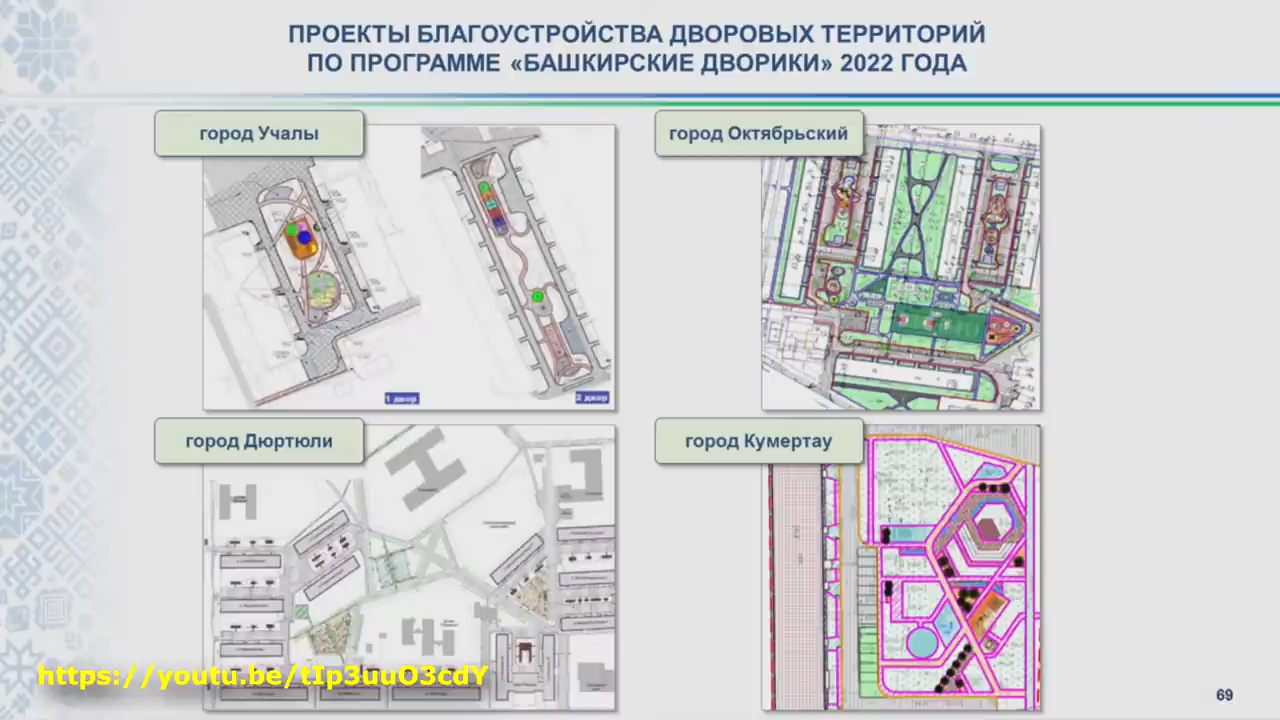 ПРОЕКТЫ БЛАГОУСТРОЙСТВА ДВОРОВЫХ ТЕРРИТОРИЙ
ПО ПРОГРАММЕ «БАШКИРСКИЕ ДВОРИКИ» 2022 ГОДА
город Учалы
город Октябрьский
1 двор
2 двор
город Дюртюли
город Кумертау
https://youtu.be/tIp3uuO3cdY
69